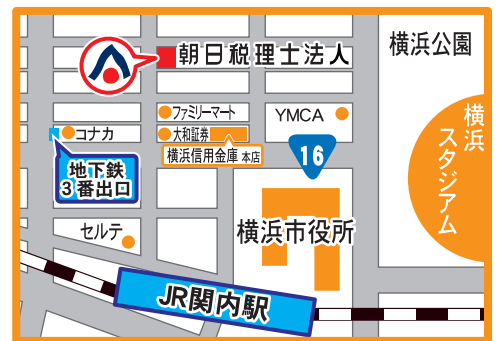 朝日税理士法人
横浜公園
ファミリーマート
YMCA
コナカ
大和証券
横浜信用金庫 本店
16
横浜
スタジアム
地下鉄
3番出口
セルテ
横浜市役所
JR関内駅